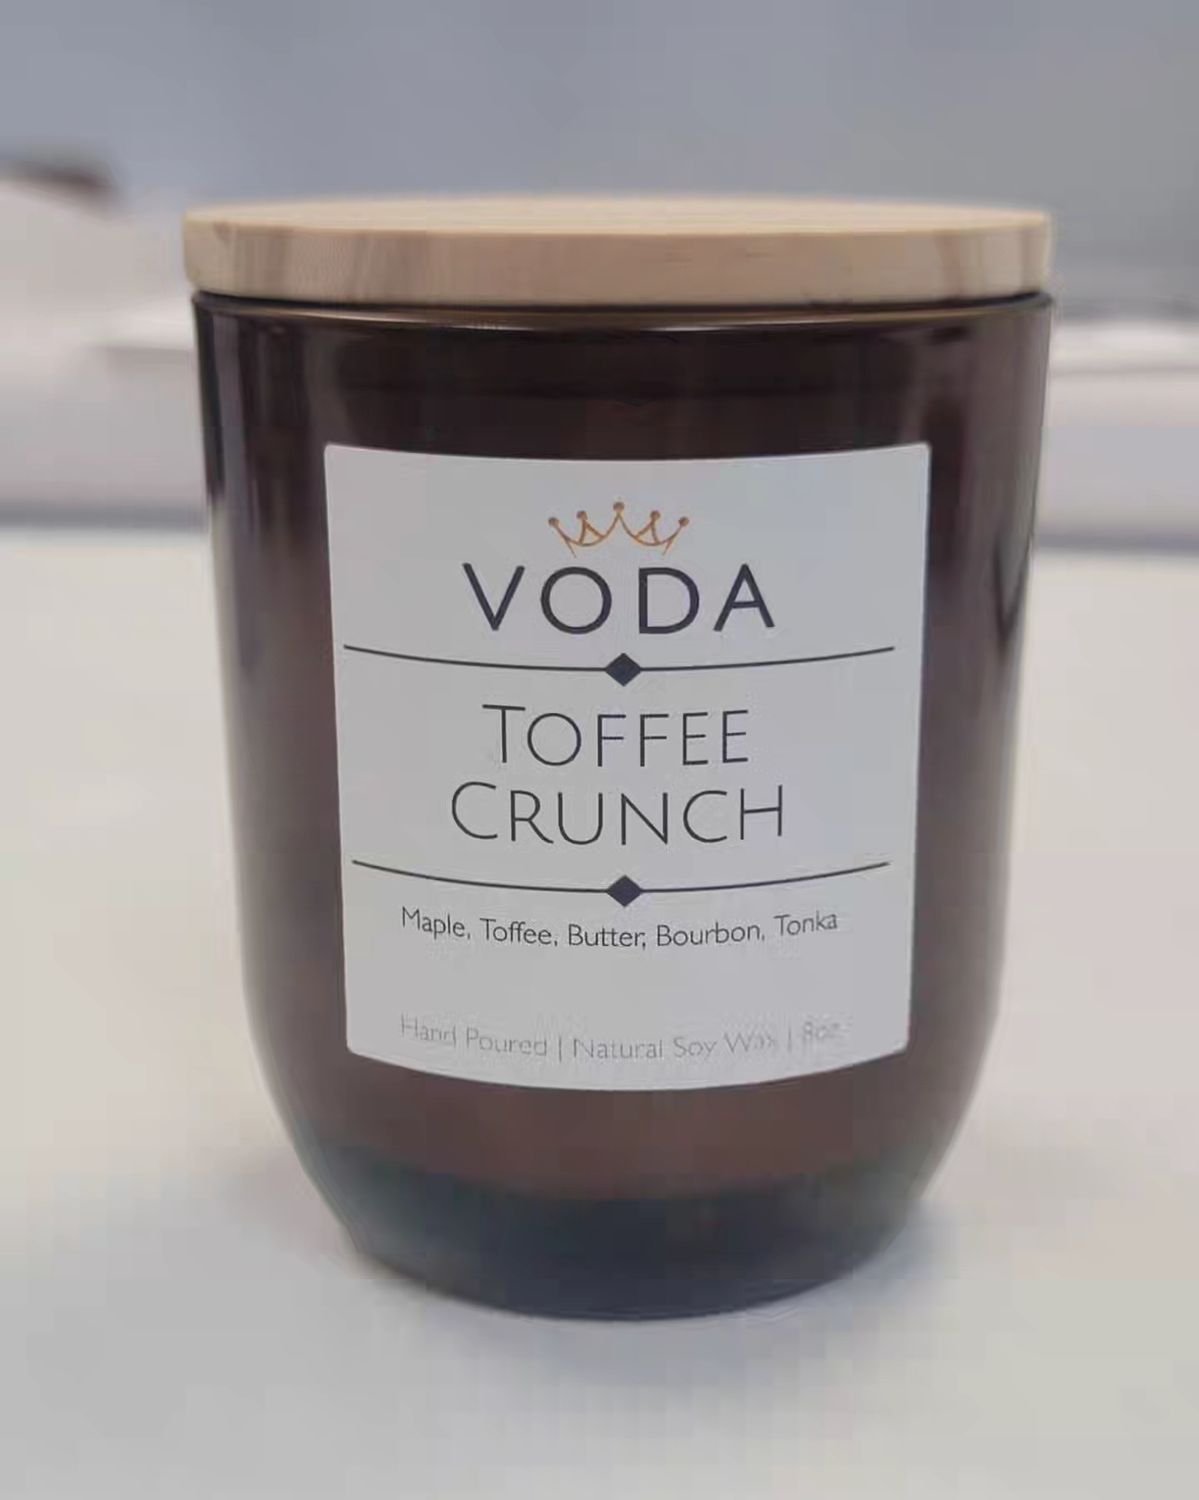 VODA
TOFFEE
CRUNCH
Maple, Toffee, Butter, Bourbon, Tonka
Hand Poured | Natural Soy Wax | 8oz